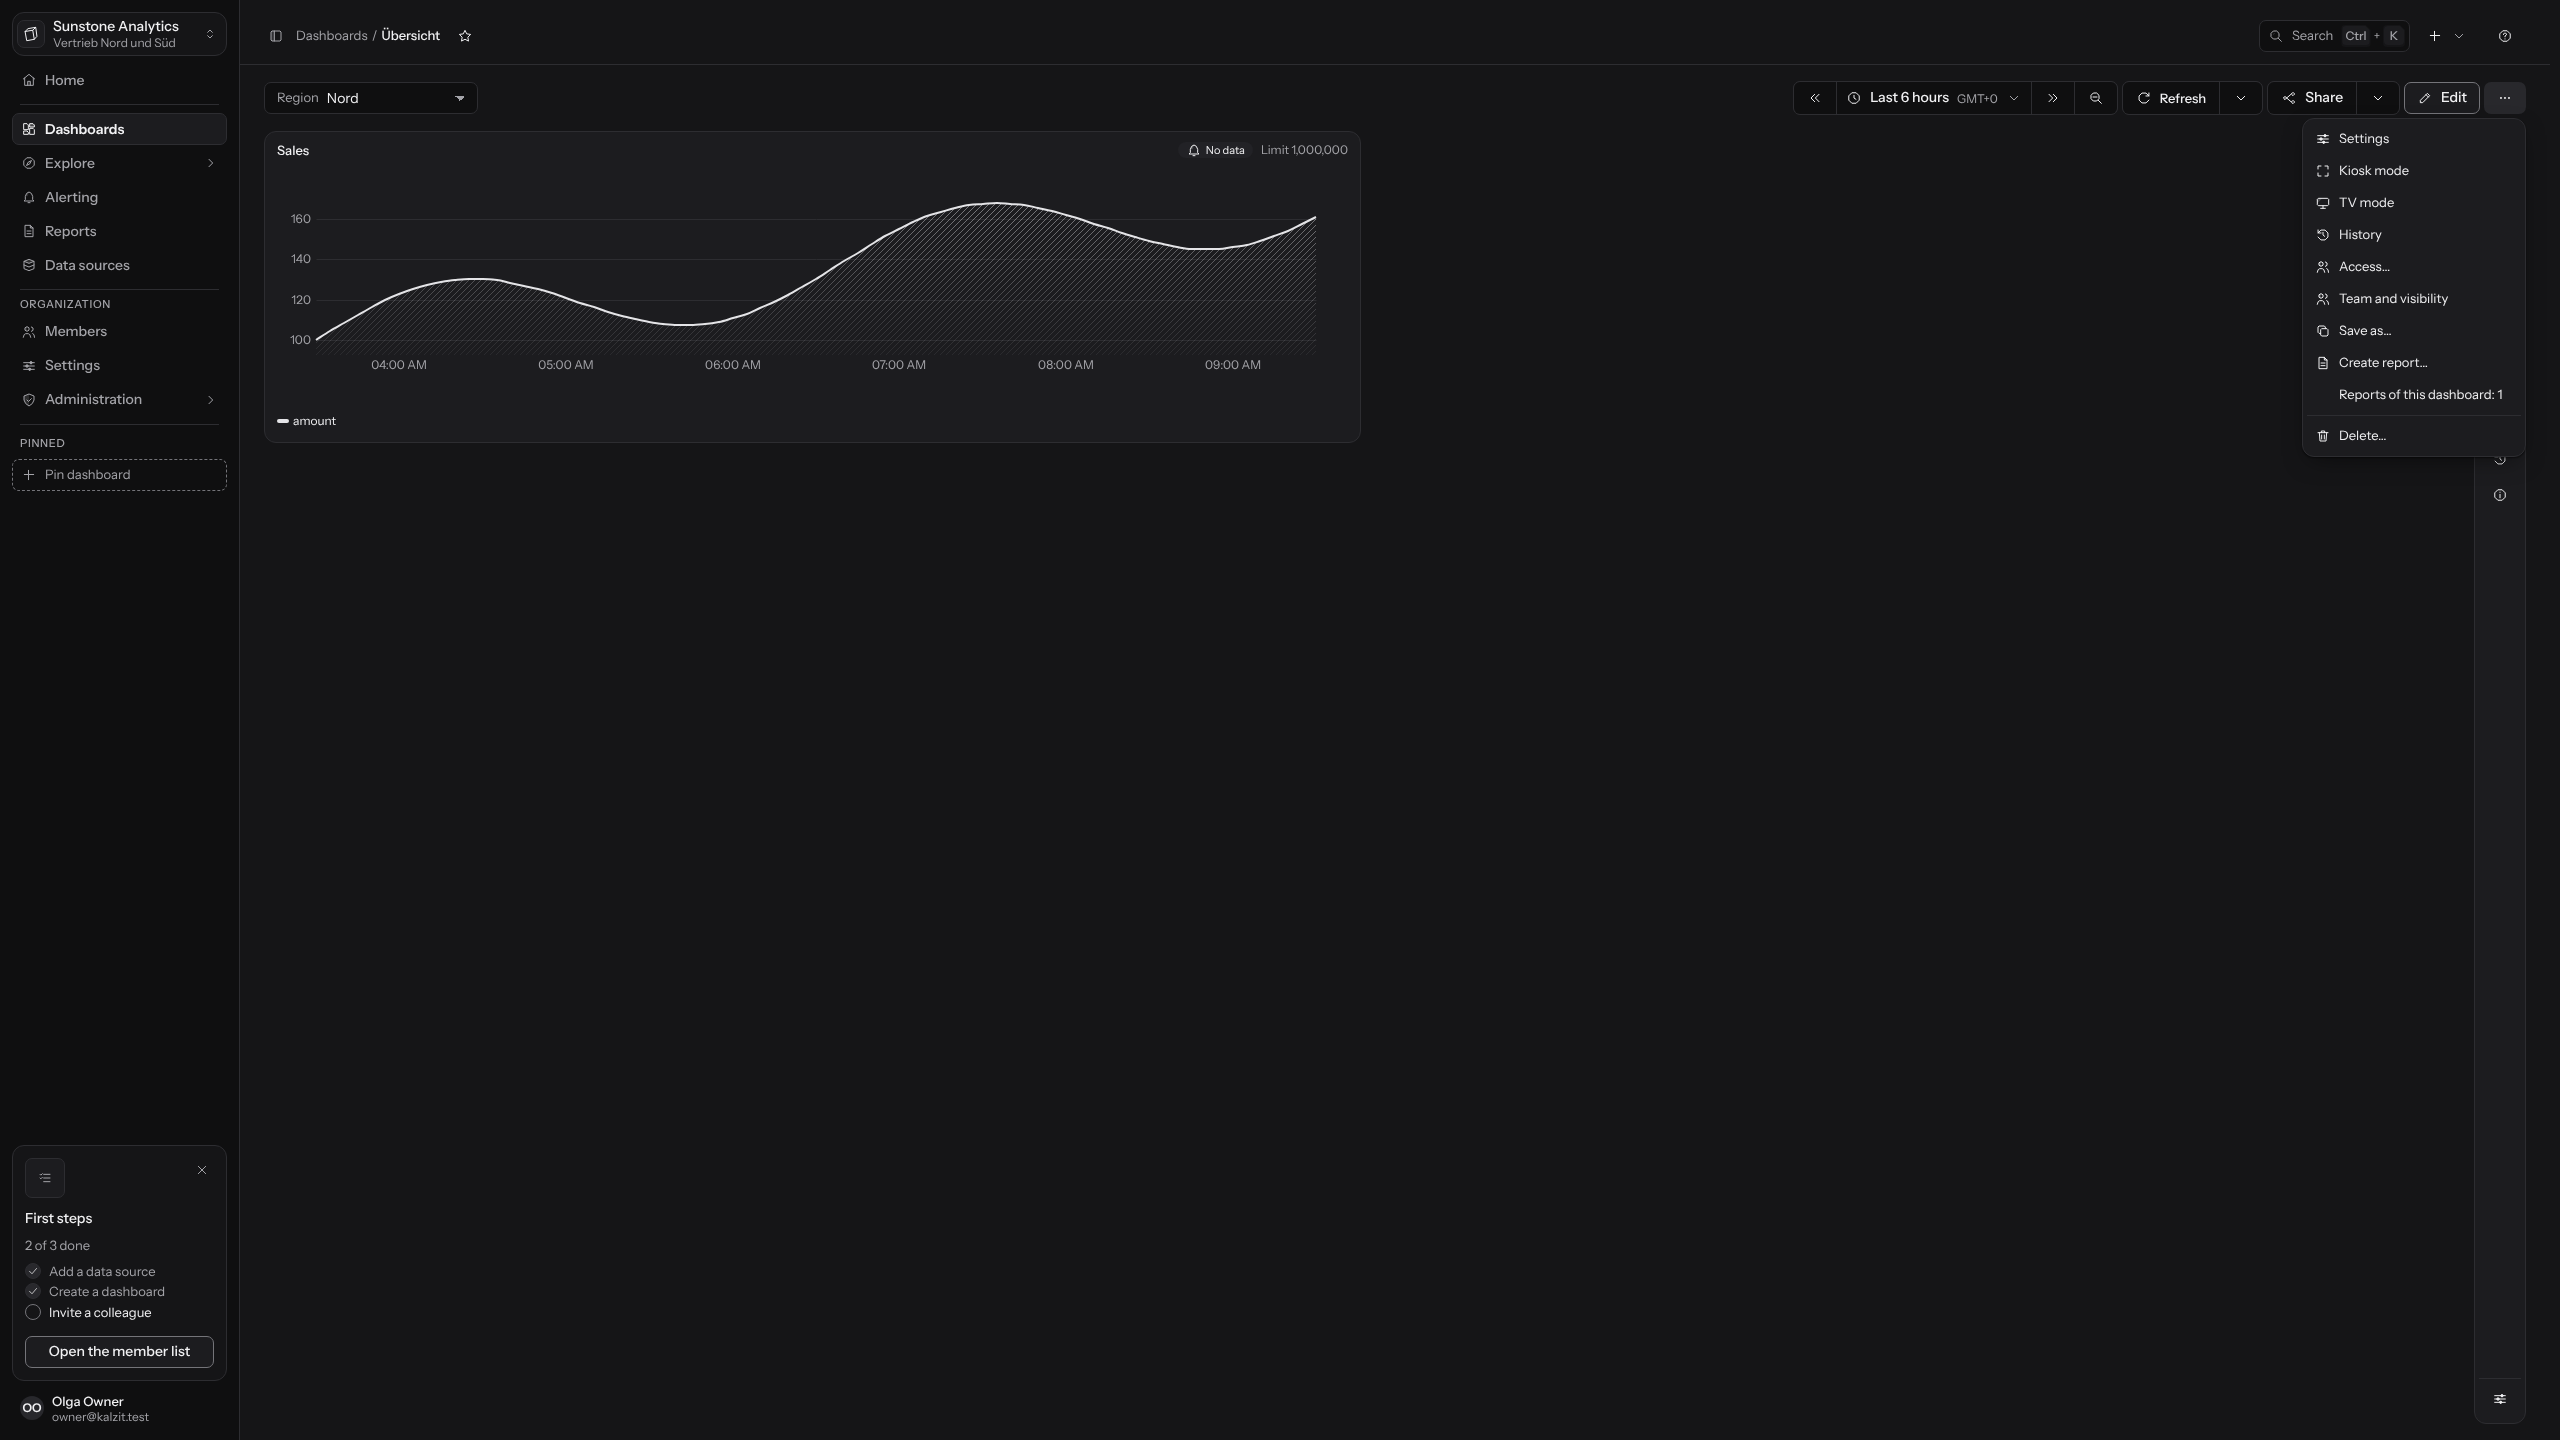 Sunstone Analytics
Vertrieb Nord und Süd
Home
Dashboards
Explore
Alerting
Reports
Data sources
ORGANIZATION
Members
Settings
Administration
PINNED
Pin dashboard
First steps
2 of 3 done
Add a data source
Create a dashboard
Invite a colleague
Open the member list
OO
Olga Owner
owner@kalzit.test
Dashboards / Übersicht
Search Ctrl + K
Region Nord
Last 6 hours GMT+0
Refresh
Share
Edit
Sales
No data
Limit 1,000,000
160
140
120
100
04:00 AM 05:00 AM 06:00 AM 07:00 AM 08:00 AM 09:00 AM
amount
Settings
Kiosk mode
TV mode
History
Access...
Team and visibility
Save as...
Create report...
Reports of this dashboard: 1
Delete...